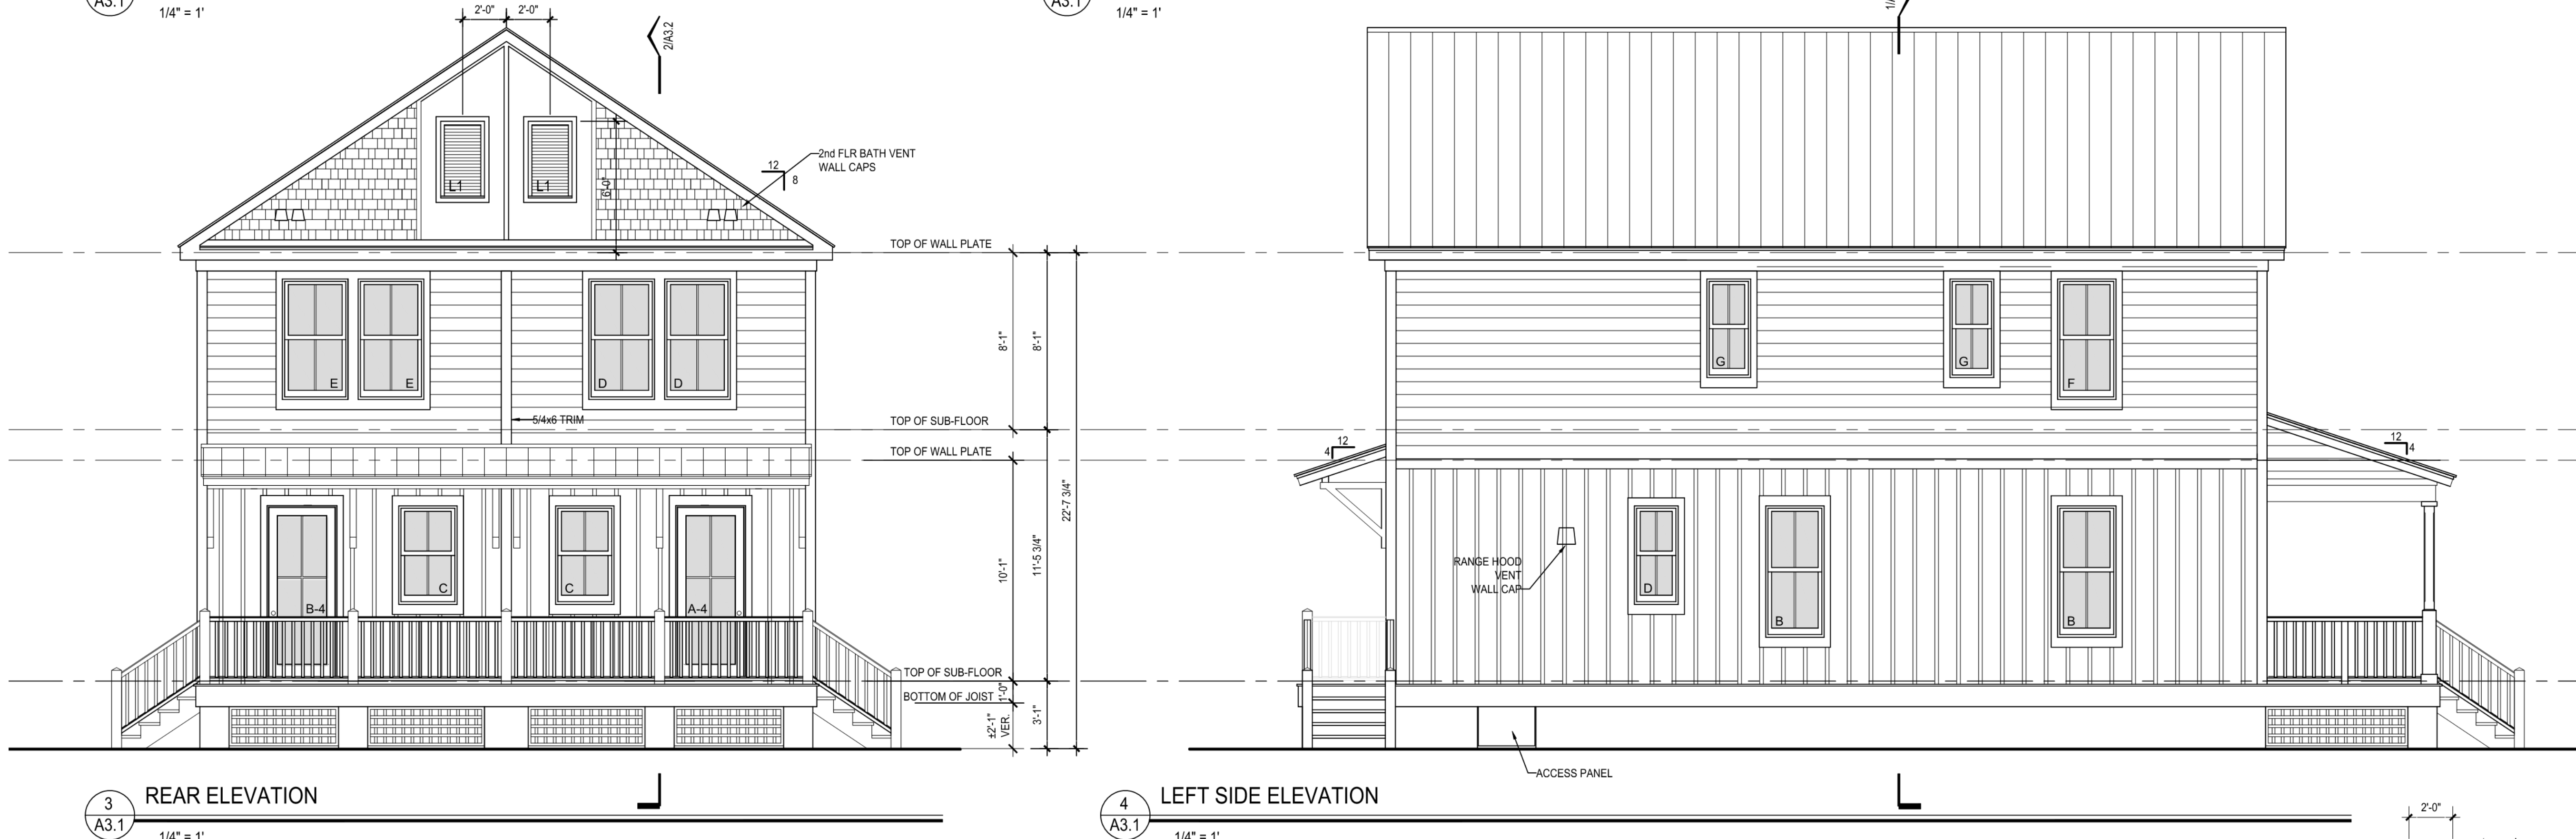 A3.1
1/4" = 1'
A3.1
1/4" = 1'
2'-0"
2'-0"
2/A3.2
L1
L1
6'-0"
12
8
2nd FLR BATH VENT
WALL CAPS
TOP OF WALL PLATE
E
E
D
D
8'-1"
8'-1"
5/4x6 TRIM
TOP OF SUB-FLOOR
TOP OF WALL PLATE
B-4
C
C
A-4
10'-1"
11'-5 3/4"
22'-7 3/4"
TOP OF SUB-FLOOR
BOTTOM OF JOIST
1'-0"
±2'-1"
VER.
3'-1"
3
A3.1
REAR ELEVATION
1/4" = 1'
G
G
F
12
4
12
4
RANGE HOOD
VENT
WALL CAP
D
B
B
ACCESS PANEL
4
A3.1
LEFT SIDE ELEVATION
1/4" = 1'
2'-0"